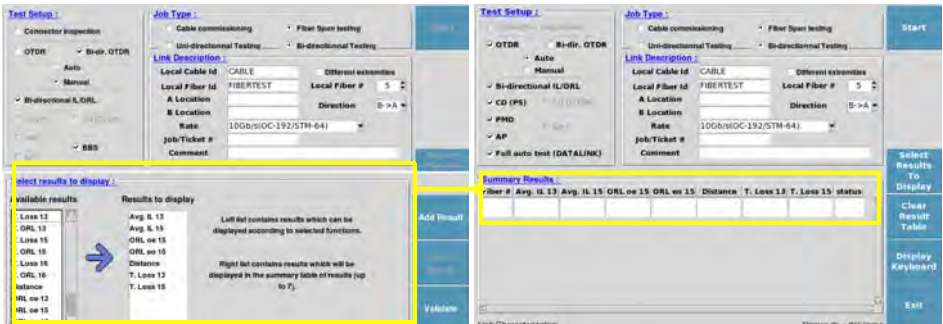 Test Setup :
Connector inspection
OTDR
Bi-dir. OTDR
Auto
Manual
Bi-directional IL/ORL
BBS
Job Type :
Cable commissioning
Fiber Span testing
Uni-directionnal Testing
Bi-directionnal Testing
Link Description :
Local Cable Id CABLE Different extremities
Local Fiber Id FIBERTEST Local Fiber # 5
A Location
Direction B->A
B Location
Rate 10Gb/s(OC-192/STM-64)
Job/Ticket #
Comment
Select results to display :
Available results
Results to display
T. Loss 13
T. ORL 13
T. Loss 15
T. ORL 15
T. Loss 16
T. ORL 16
Distance
ORL oe 13
ORL oe 15
Avg. IL 13
Avg. IL 15
ORL oe 15
ORL eo 15
Distance
T. Loss 13
T. Loss 15
Left list contains results which can be
displayed according to selected functions.
Right list contains results which will be
displayed in the summary table of results (up
to 7).
Add Result
Validate
Test Setup :
OTDR
Bi-dir. OTDR
Auto
Manual
Bi-directional IL/ORL
CD (PS)
PMD
AP
Full auto test (DATALINK)
Job Type :
Cable commissioning
Fiber Span testing
Uni-directionnal Testing
Bi-directionnal Testing
Link Description :
Local Cable Id CABLE Different extremities
Local Fiber Id FIBERTEST Local Fiber # 5
A Location
Direction B->A
B Location
Rate 10Gb/s(OC-192/STM-64)
Job/Ticket #
Comment
Summary Results :
Fiber # Avg. IL 13 Avg. IL 15 ORL oe 15 ORL eo 15 Distance T. Loss 13 T. Loss 15 status
Start
Select
Results
To
Display
Clear
Result
Table
Display
Keyboard
Exit